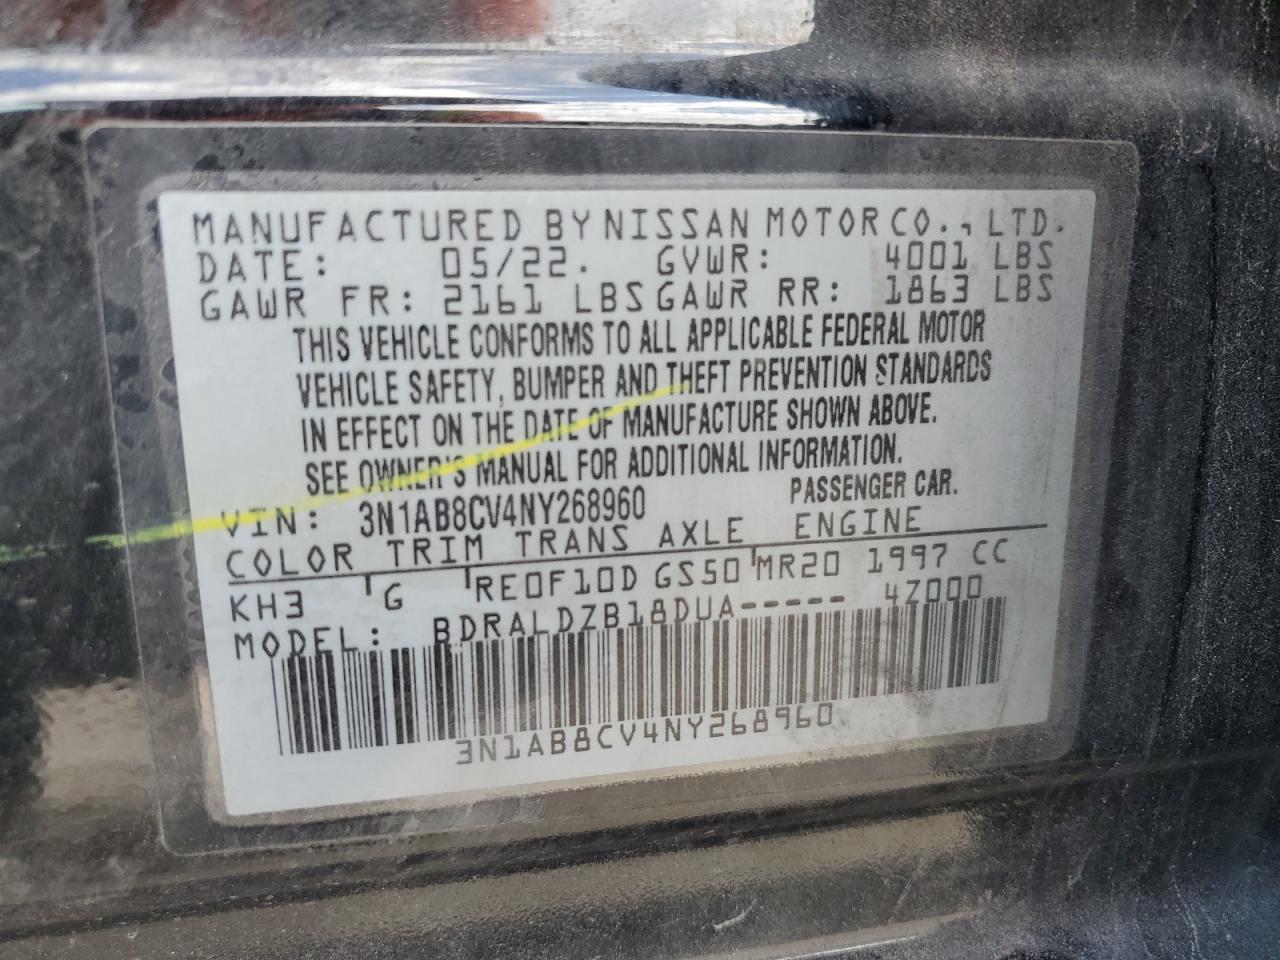 MANUFACTURED BY NISSAN MOTOR CO., LTD.
DATE: 05/22. GVWR: 4001 LBS
GAWR FR: 2161 LBS GAWR RR: 1863 LBS
THIS VEHICLE CONFORMS TO ALL APPLICABLE FEDERAL MOTOR
VEHICLE SAFETY, BUMPER AND THEFT PREVENTION STANDARDS
IN EFFECT ON THE DATE OF MANUFACTURE SHOWN ABOVE.
SEE OWNER'S MANUAL FOR ADDITIONAL INFORMATION.
VIN: 3N1AB8CV4NY268960 PASSENGER CAR.
COLOR TRIM TRANS AXLE ENGINE
KH3 G RE0F10D GS50 MR20 1997 CC
MODEL: BDRALDZB18DUA----- 4Z000
3N1AB8CV4NY268960